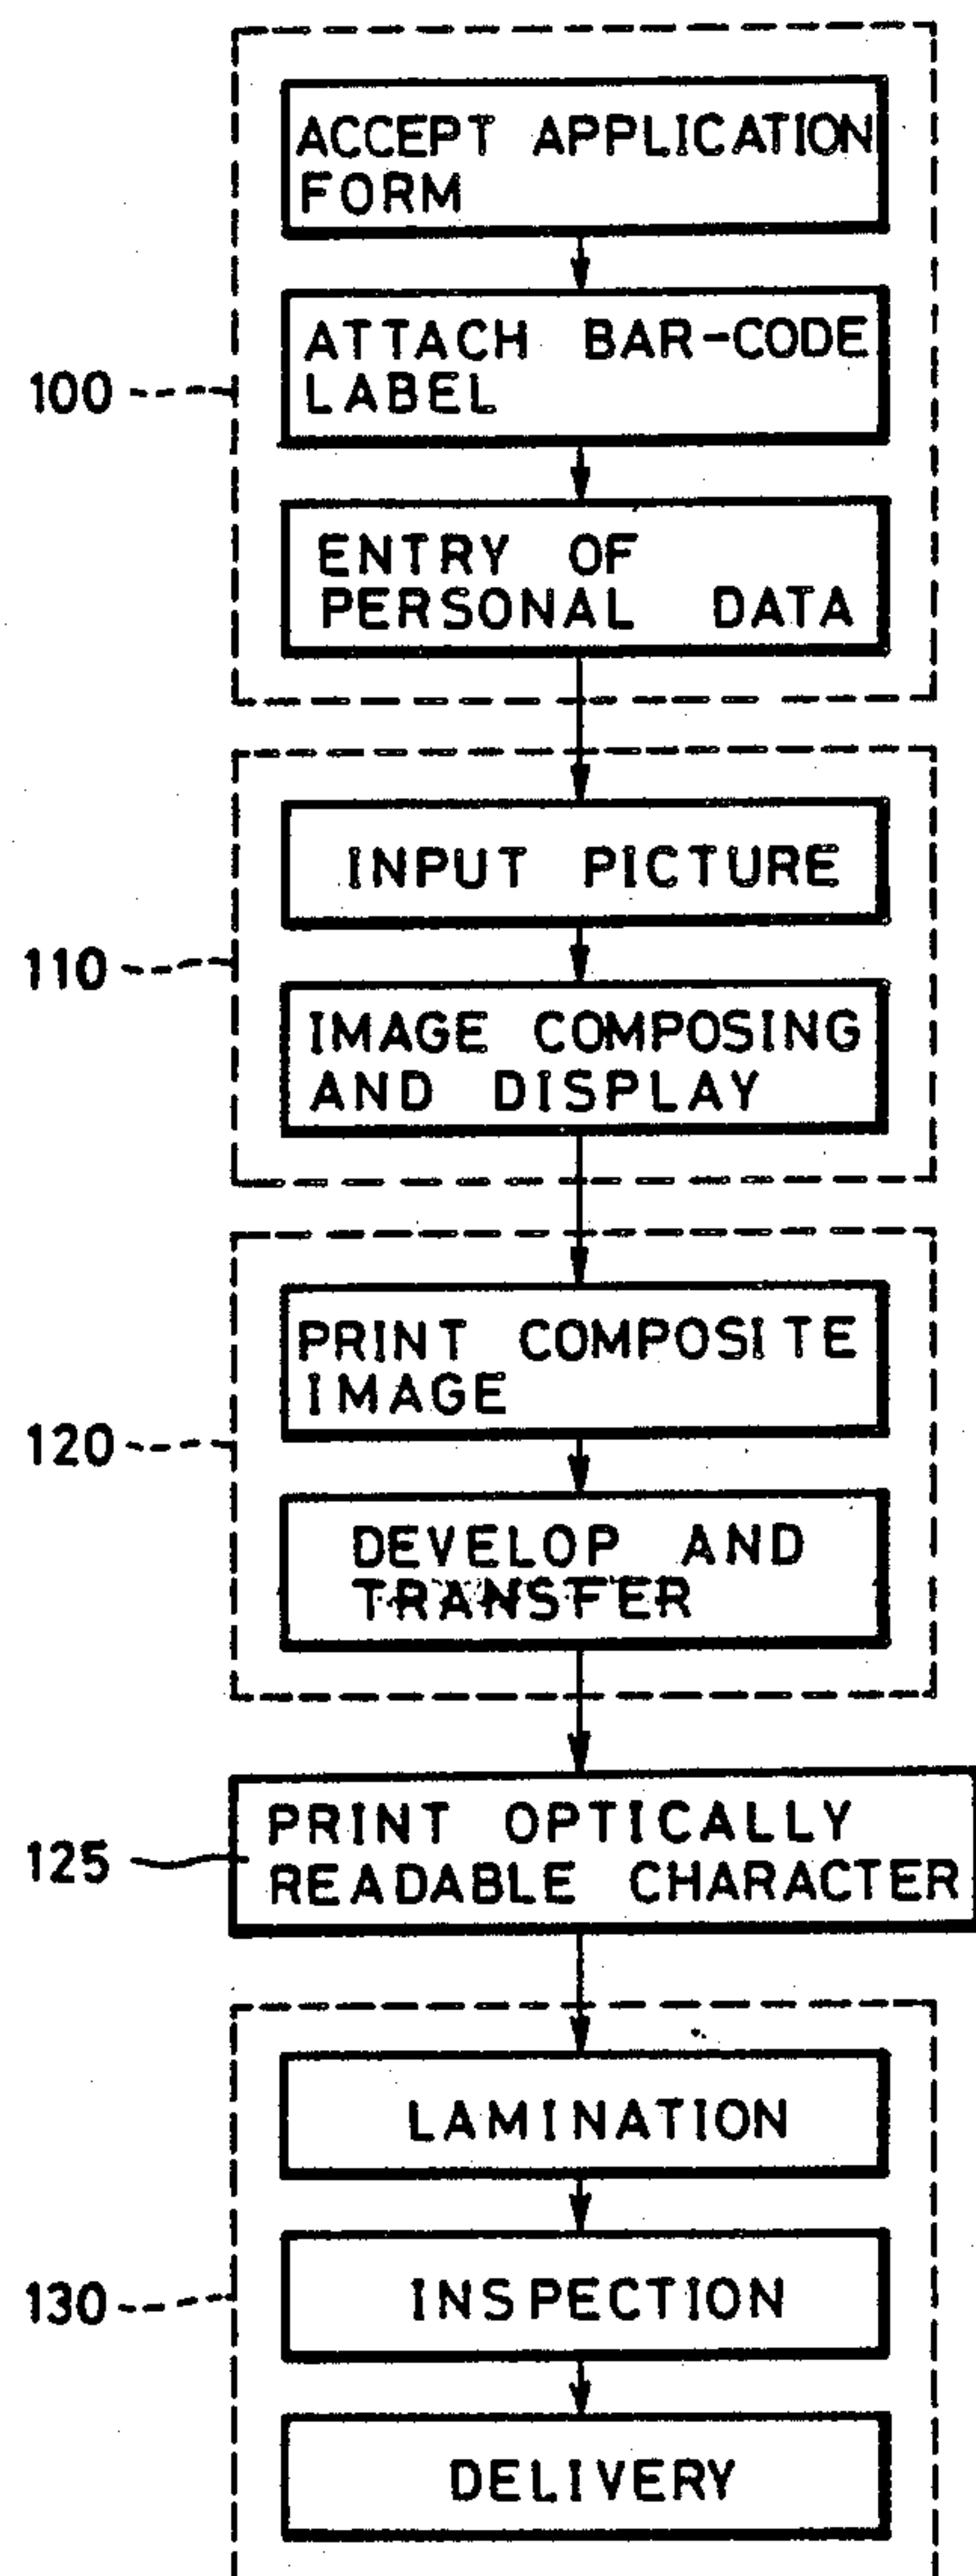 ACCEPT APPLICATION
FORM
ATTACH BAR-CODE
LABEL
100
ENTRY OF
PERSONAL DATA
INPUT PICTURE
110
IMAGE COMPOSING
AND DISPLAY
PRINT COMPOSITE
IMAGE
120
DEVELOP AND
TRANSFER
PRINT OPTICALLY
125
READABLE CHARACTER
LAMINATION
130
INSPECTION
DELIVERY